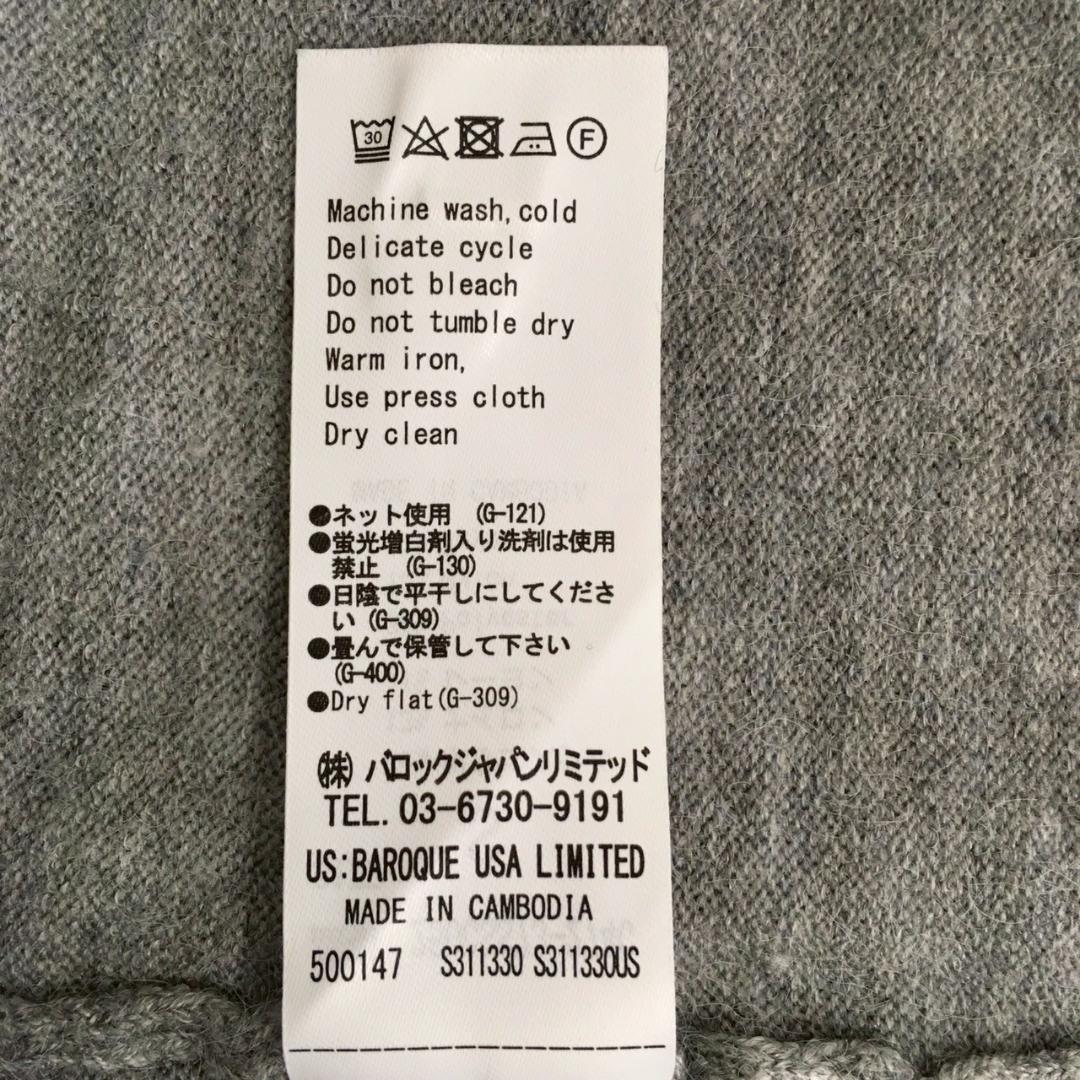 30 F
Machine wash, cold
Delicate cycle
Do not bleach
Do not tumble dry
Warm iron,
Use press cloth
Dry clean
●ネット使用 (G-121)
●蛍光増白剤入り洗剤は使用
禁止 (G-130)
●日陰で平干しにしてくださ
い (G-309)
●畳んで保管して下さい
(G-400)
●Dry flat(G-309)
㈱ バロックジャパンリミテッド
TEL. 03-6730-9191
US:BAROQUE USA LIMITED
MADE IN CAMBODIA
500147 S311330 S311330US